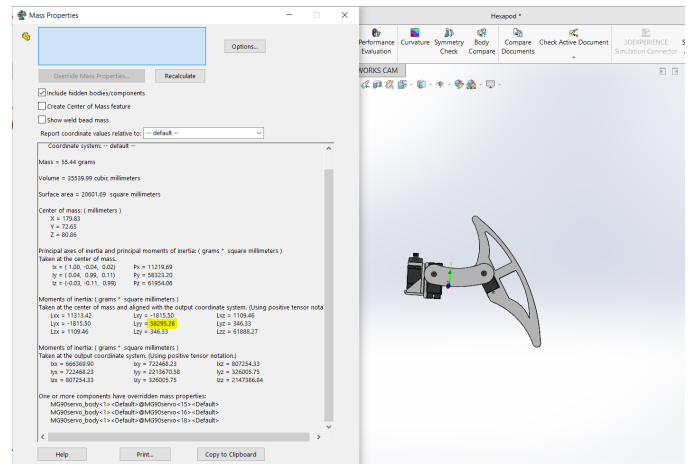 Mass Properties
Hexapod *
Options...
Override Mass Properties...
Recalculate
Include hidden bodies/components
Create Center of Mass feature
Show weld bead mass
Report coordinate values relative to: -- default --
Coordinate system: -- default --
Mass = 55.44 grams
Volume = 35539.99 cubic millimeters
Surface area = 20601.69 square millimeters
Center of mass: ( millimeters )
X = 179.83
Y = 72.65
Z = 80.86
Principal axes of inertia and principal moments of inertia: ( grams * square millimeters )
Taken at the center of mass.
Ix = ( 1.00, -0.04, 0.02) Px = 11219.69
Iy = ( 0.04, 0.99, 0.11) Py = 58323.20
Iz = (-0.03, -0.11, 0.99) Pz = 61954.06
Moments of inertia: ( grams * square millimeters )
Taken at the center of mass and aligned with the output coordinate system. (Using positive tensor nota
Lxx = 11313.42 Lxy = -1815.50 Lxz = 1109.46
Lyx = -1815.50 Lyy = 58295.26 Lyz = 346.33
Lzx = 1109.46 Lzy = 346.33 Lzz = 61888.27
Moments of inertia: ( grams * square millimeters )
Taken at the output coordinate system. (Using positive tensor notation.)
Ixx = 666369.90 Ixy = 722468.23 Ixz = 807254.33
Iyx = 722468.23 Iyy = 2213670.58 Iyz = 326005.75
Izx = 807254.33 Izy = 326005.75 Izz = 2147386.84
One or more components have overridden mass properties:
MG90servo_body<1><Default>@MG90servo<15><Default>
MG90servo_body<1><Default>@MG90servo<16><Default>
MG90servo_body<1><Default>@MG90servo<18><Default>
Help
Print...
Copy to Clipboard
Performance Evaluation
Curvature
Symmetry Check
Body Compare
Compare Documents
Check Active Document
3DEXPERIENCE Simulation Connector
WORKS CAM